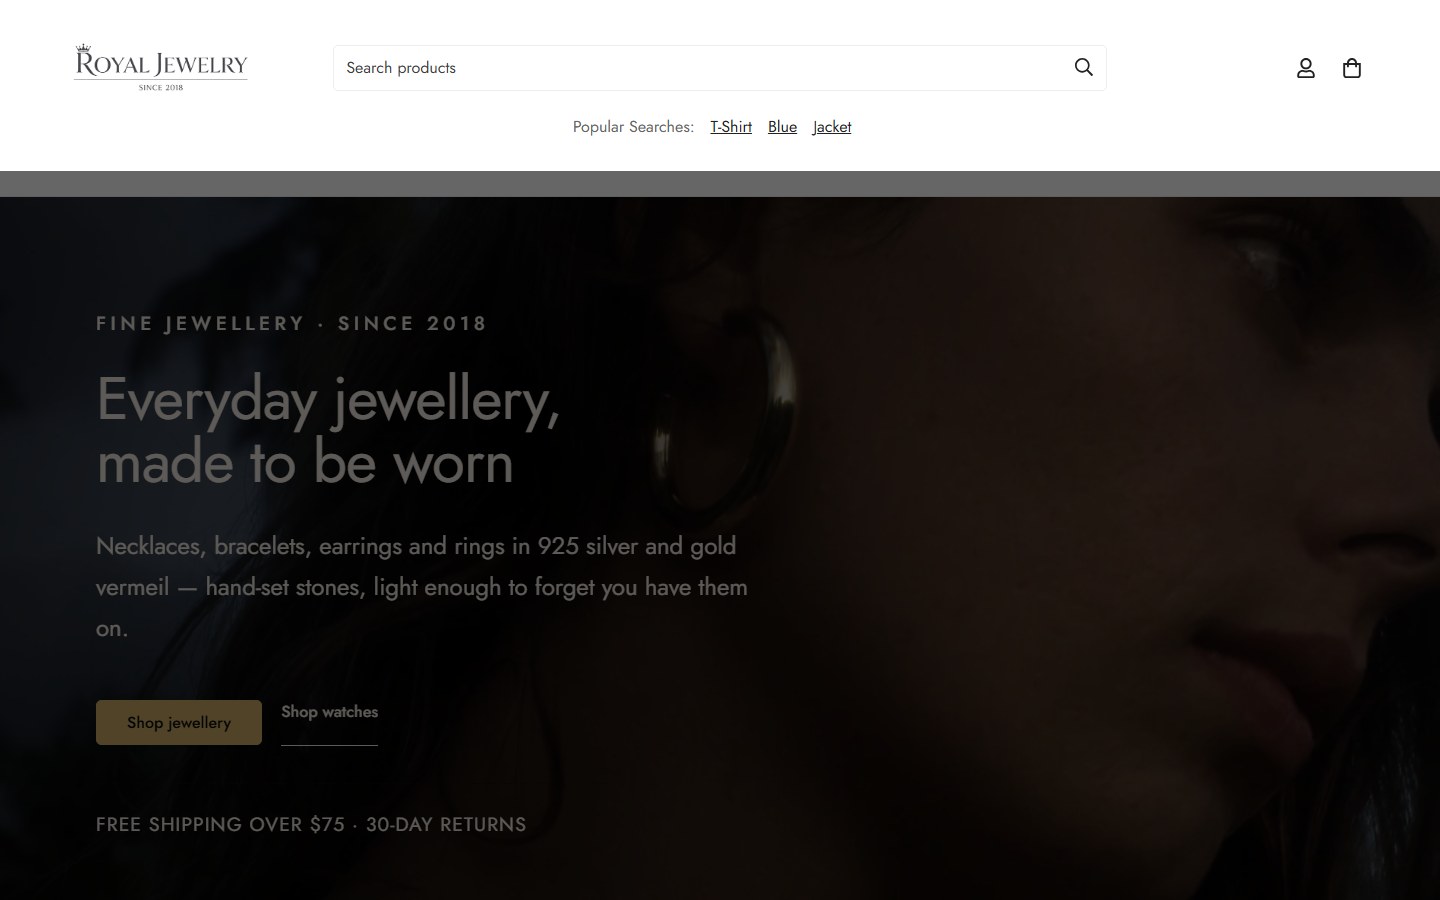 ROYAL JEWELRY
SINCE 2018
Search products
Popular Searches: T-Shirt Blue Jacket
FINE JEWELLERY · SINCE 2018
Everyday jewellery,
made to be worn
Necklaces, bracelets, earrings and rings in 925 silver and gold
vermeil — hand-set stones, light enough to forget you have them
on.
Shop jewellery Shop watches
FREE SHIPPING OVER $75 · 30-DAY RETURNS